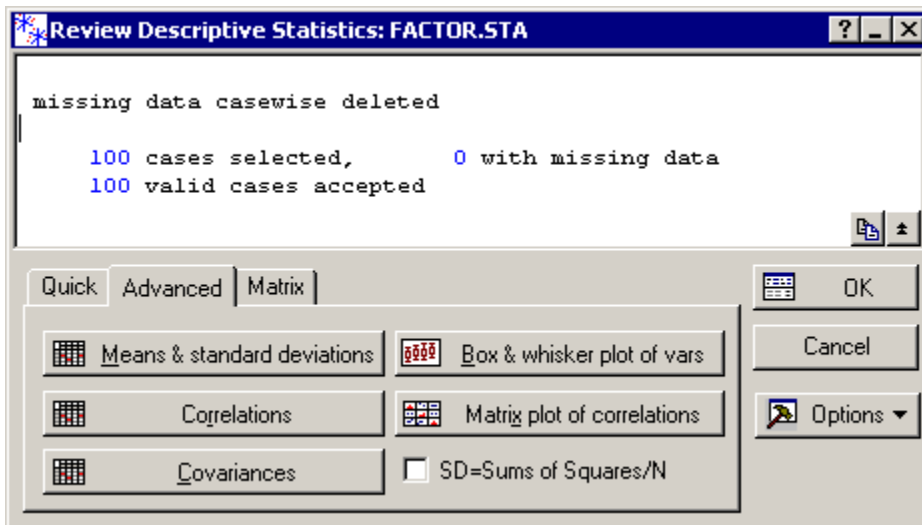 Review Descriptive Statistics: FACTOR.STA
missing data casewise deleted
100 cases selected, 0 with missing data
100 valid cases accepted
Quick Advanced Matrix
OK
Means & standard deviations Box & whisker plot of vars
Cancel
Correlations Matrix plot of correlations
Options
Covariances SD=Sums of Squares/N